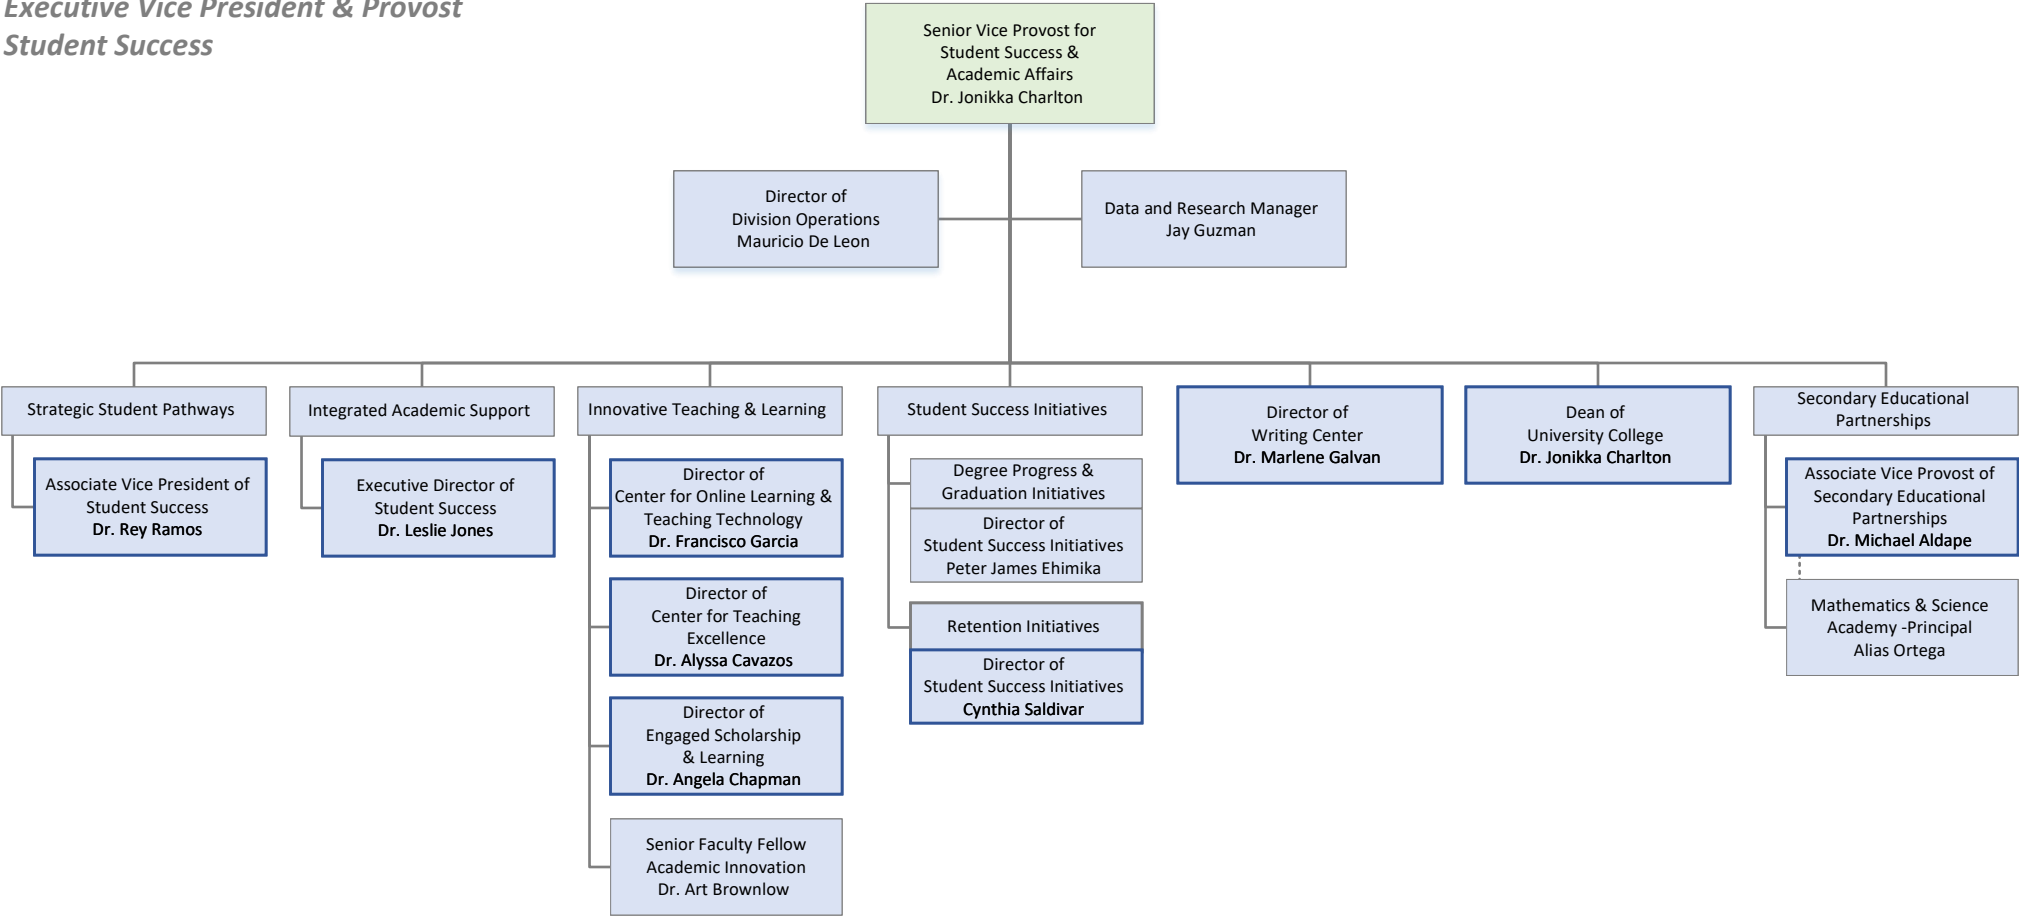 Executive Vice President & Provost
Student Success
Senior Vice Provost for
Student Success &
Academic Affairs
Dr. Jonikka Charlton
Director of
Division Operations
Mauricio De Leon
Data and Research Manager
Jay Guzman
Strategic Student Pathways
Associate Vice President of
Student Success
Dr. Rey Ramos
Integrated Academic Support
Executive Director of
Student Success
Dr. Leslie Jones
Innovative Teaching & Learning
Director of
Center for Online Learning &
Teaching Technology
Dr. Francisco Garcia
Director of
Center for Teaching
Excellence
Dr. Alyssa Cavazos
Director of
Engaged Scholarship
& Learning
Dr. Angela Chapman
Senior Faculty Fellow
Academic Innovation
Dr. Art Brownlow
Student Success Initiatives
Degree Progress &
Graduation Initiatives
Director of
Student Success Initiatives
Peter James Ehimika
Retention Initiatives
Director of
Student Success Initiatives
Cynthia Saldivar
Director of
Writing Center
Dr. Marlene Galvan
Dean of
University College
Dr. Jonikka Charlton
Secondary Educational
Partnerships
Associate Vice Provost of
Secondary Educational
Partnerships
Dr. Michael Aldape
Mathematics & Science
Academy -Principal
Alias Ortega